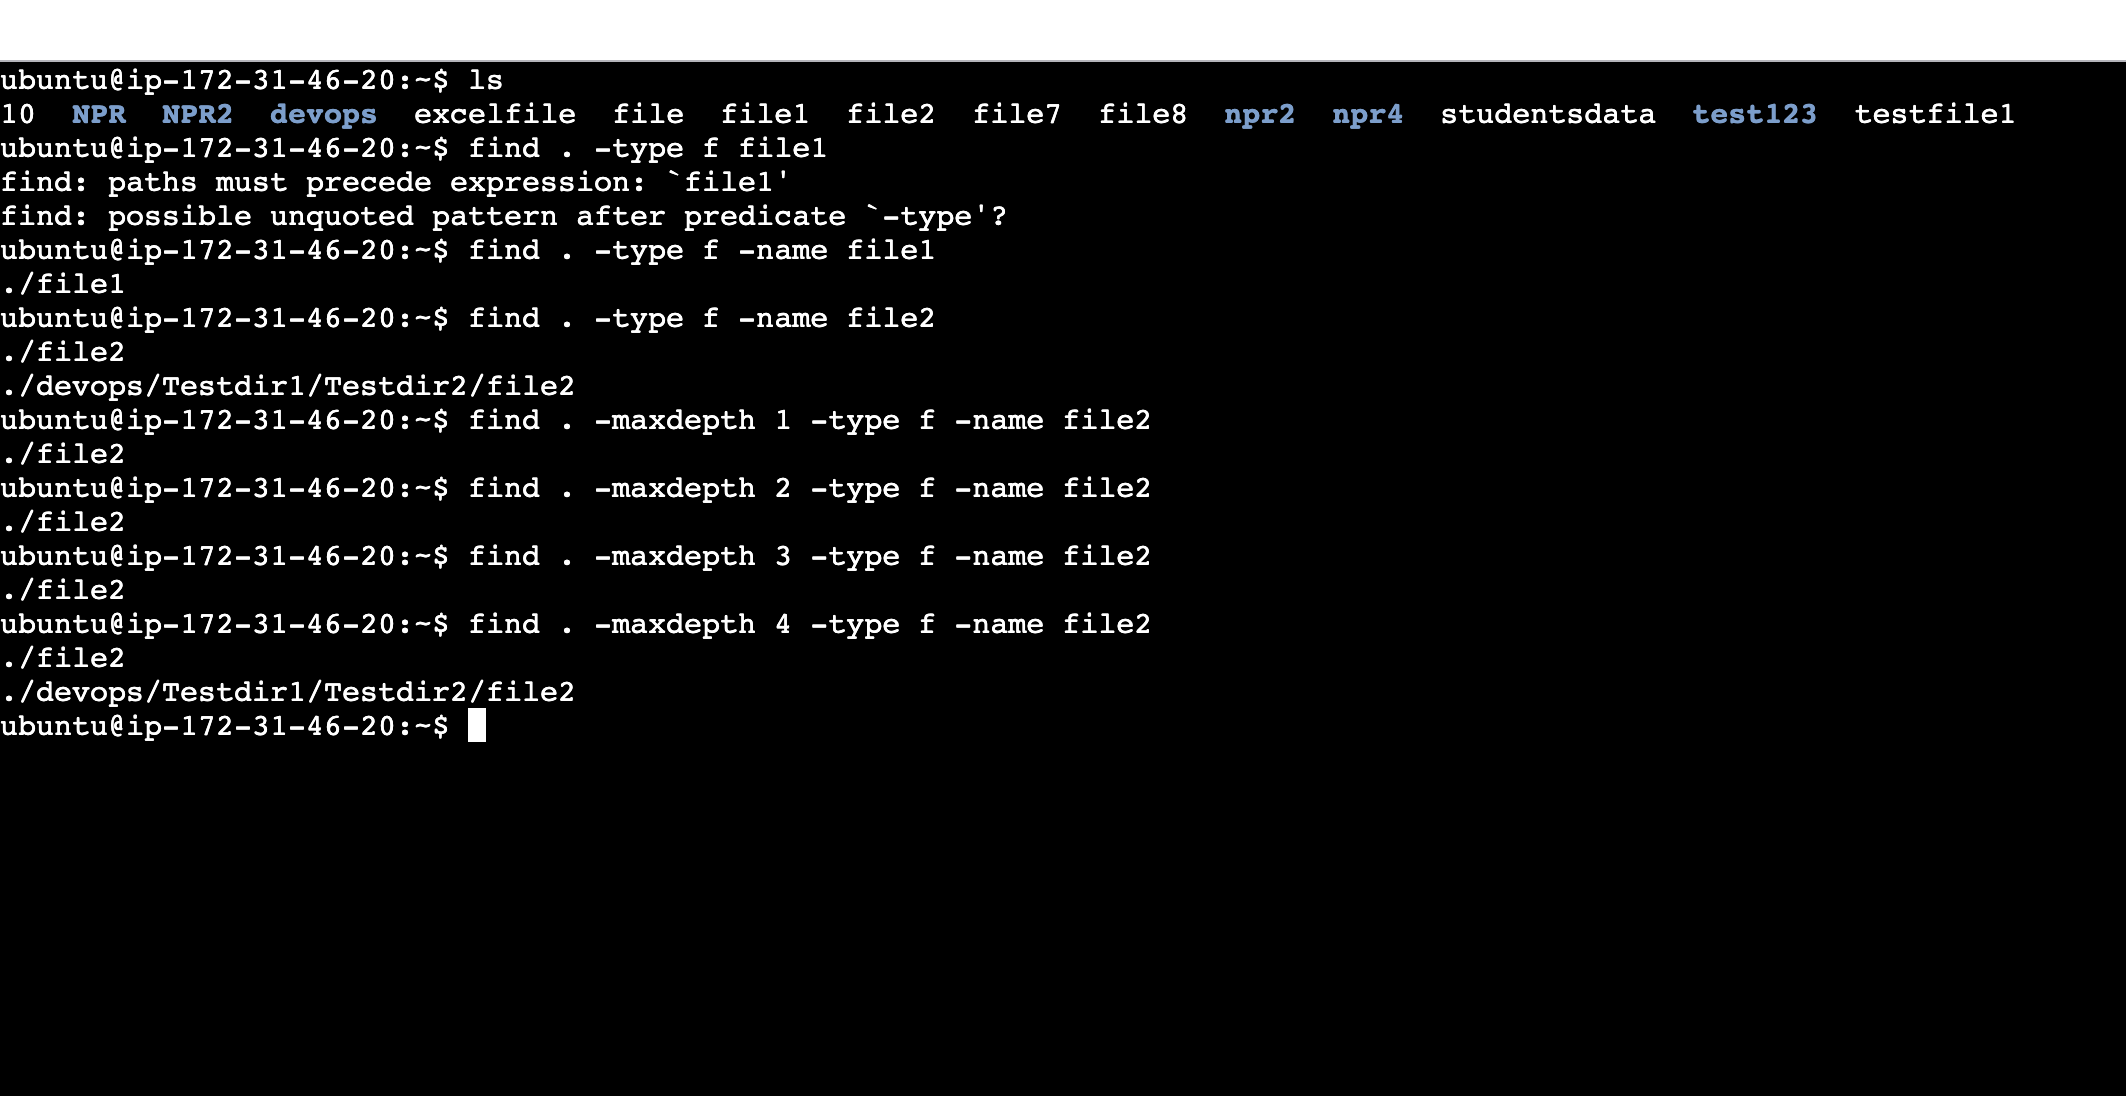 ubuntu@ip-172-31-46-20:~$ ls
10  NPR  NPR2  devops  excelfile  file  file1  file2  file7  file8  npr2  npr4  studentsdata  test123  testfile1
ubuntu@ip-172-31-46-20:~$ find . -type f file1
find: paths must precede expression: `file1'
find: possible unquoted pattern after predicate `-type'?
ubuntu@ip-172-31-46-20:~$ find . -type f -name file1
./file1
ubuntu@ip-172-31-46-20:~$ find . -type f -name file2
./file2
./devops/Testdir1/Testdir2/file2
ubuntu@ip-172-31-46-20:~$ find . -maxdepth 1 -type f -name file2
./file2
ubuntu@ip-172-31-46-20:~$ find . -maxdepth 2 -type f -name file2
./file2
ubuntu@ip-172-31-46-20:~$ find . -maxdepth 3 -type f -name file2
./file2
ubuntu@ip-172-31-46-20:~$ find . -maxdepth 4 -type f -name file2
./file2
./devops/Testdir1/Testdir2/file2
ubuntu@ip-172-31-46-20:~$